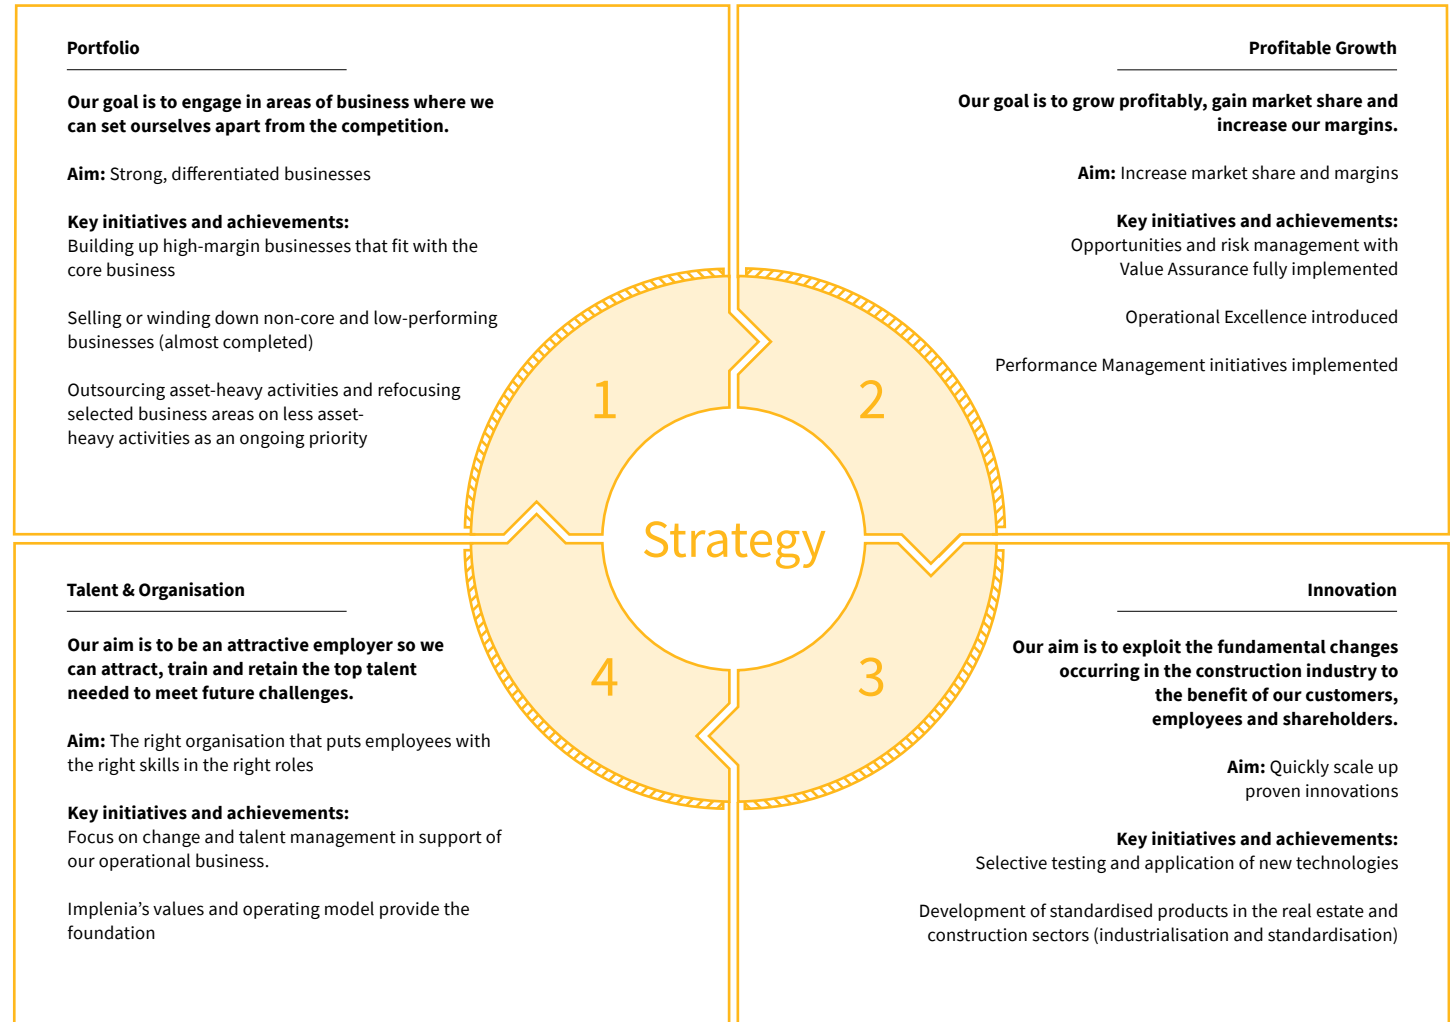 Portfolio
Our goal is to engage in areas of business where we
can set ourselves apart from the competition.
Aim: Strong, differentiated businesses
Key initiatives and achievements:
Building up high-margin businesses that fit with the
core business
Selling or winding down non-core and low-performing
businesses (almost completed)
Outsourcing asset-heavy activities and refocusing
selected business areas on less asset-
heavy activities as an ongoing priority
1
Profitable Growth
Our goal is to grow profitably, gain market share and
increase our margins.
Aim: Increase market share and margins
Key initiatives and achievements:
Opportunities and risk management with
Value Assurance fully implemented
Operational Excellence introduced
Performance Management initiatives implemented
2
Strategy
Talent & Organisation
Our aim is to be an attractive employer so we
can attract, train and retain the top talent
needed to meet future challenges.
Aim: The right organisation that puts employees with
the right skills in the right roles
Key initiatives and achievements:
Focus on change and talent management in support of
our operational business.
Implenia's values and operating model provide the
foundation
4
Innovation
Our aim is to exploit the fundamental changes
occurring in the construction industry to
the benefit of our customers,
employees and shareholders.
Aim: Quickly scale up
proven innovations
Key initiatives and achievements:
Selective testing and application of new technologies
Development of standardised products in the real estate and
construction sectors (industrialisation and standardisation)
3